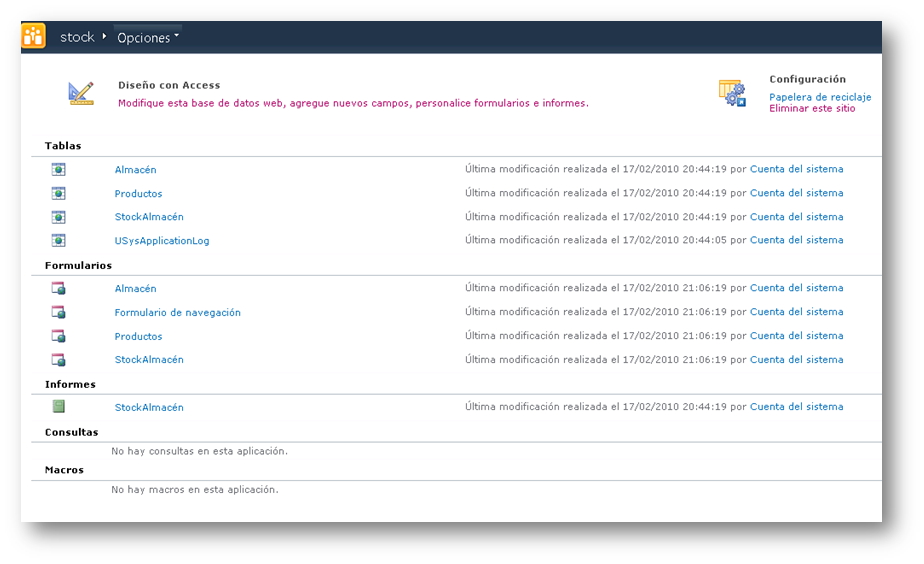 stock Opciones
Diseño con Access
Modifique esta base de datos web, agregue nuevos campos, personalice formularios e informes.
Configuración
Papelera de reciclaje
Eliminar este sitio
Tablas
Almacén Última modificación realizada el 17/02/2010 20:44:19 por Cuenta del sistema
Productos Última modificación realizada el 17/02/2010 20:44:19 por Cuenta del sistema
StockAlmacén Última modificación realizada el 17/02/2010 20:44:19 por Cuenta del sistema
USysApplicationLog Última modificación realizada el 17/02/2010 20:44:05 por Cuenta del sistema
Formularios
Almacén Última modificación realizada el 17/02/2010 21:06:19 por Cuenta del sistema
Formulario de navegación Última modificación realizada el 17/02/2010 21:06:19 por Cuenta del sistema
Productos Última modificación realizada el 17/02/2010 21:06:19 por Cuenta del sistema
StockAlmacén Última modificación realizada el 17/02/2010 21:06:19 por Cuenta del sistema
Informes
StockAlmacén Última modificación realizada el 17/02/2010 20:44:19 por Cuenta del sistema
Consultas
No hay consultas en esta aplicación.
Macros
No hay macros en esta aplicación.